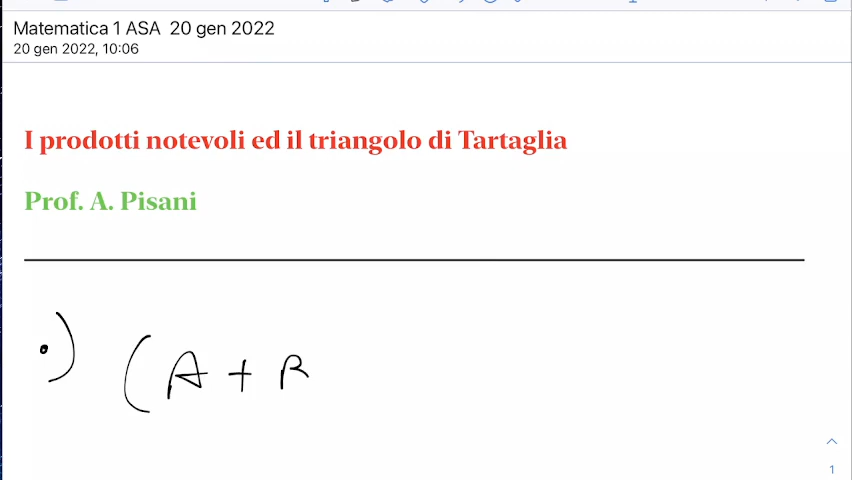 Matematica 1 ASA 20 gen 2022
20 gen 2022, 10:06
I prodotti notevoli ed il triangolo di Tartaglia
Prof. A. Pisani
•) (A + B
1